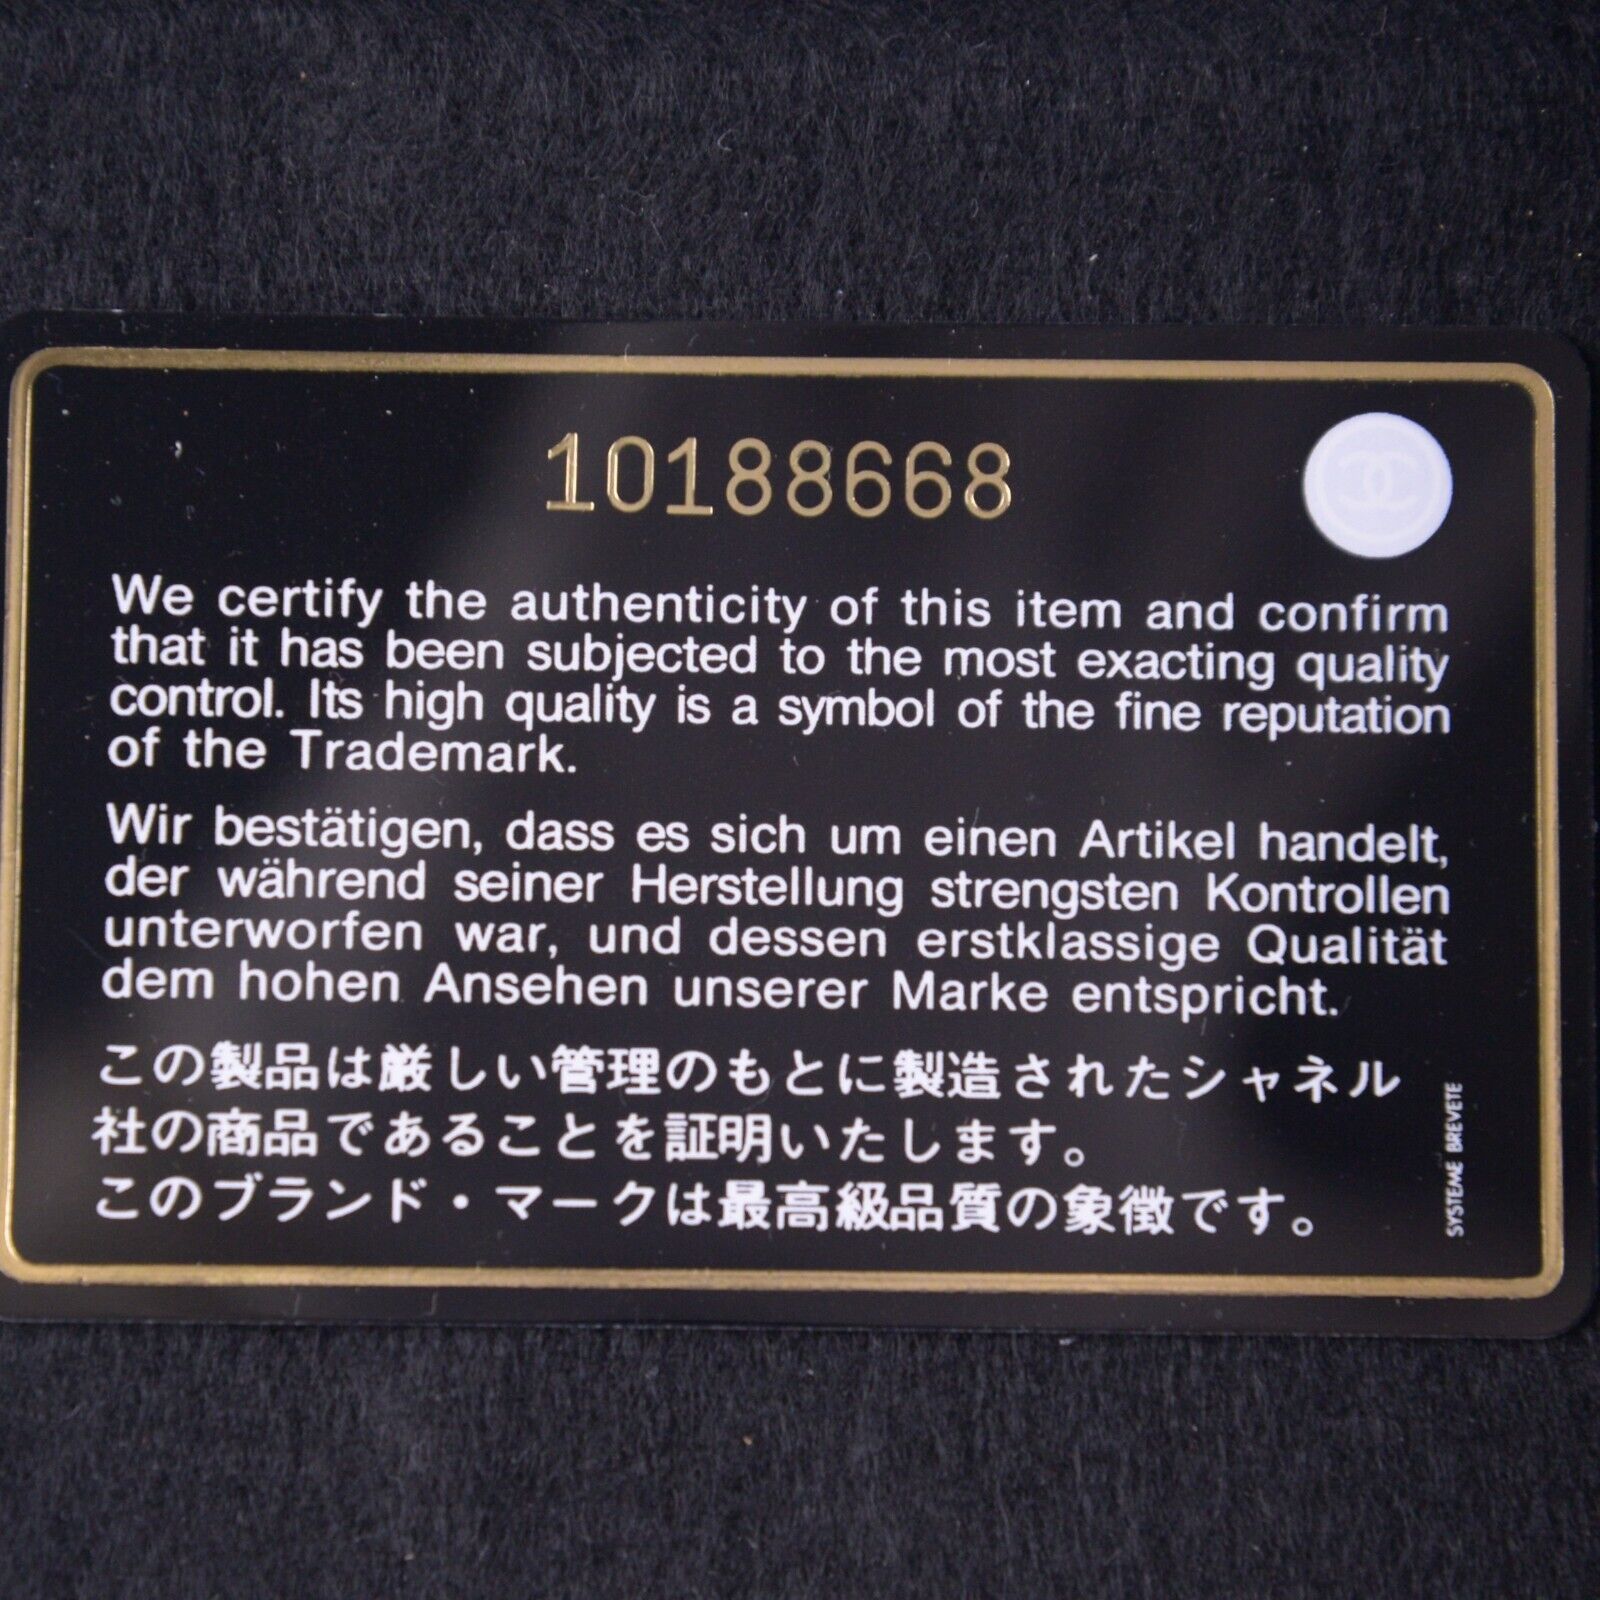 10188668
We certify the authenticity of this item and confirm
that it has been subjected to the most exacting quality
control. Its high quality is a symbol of the fine reputation
of the Trademark.
Wir bestätigen, dass es sich um einen Artikel handelt,
der während seiner Herstellung strengsten Kontrollen
unterworfen war, und dessen erstklassige Qualität
dem hohen Ansehen unserer Marke entspricht.
この製品は厳しい管理のもとに製造されたシャネル
社の商品であることを証明いたします。
このブランド・マークは最高級品質の象徴です。
SYSTEME BREVETE